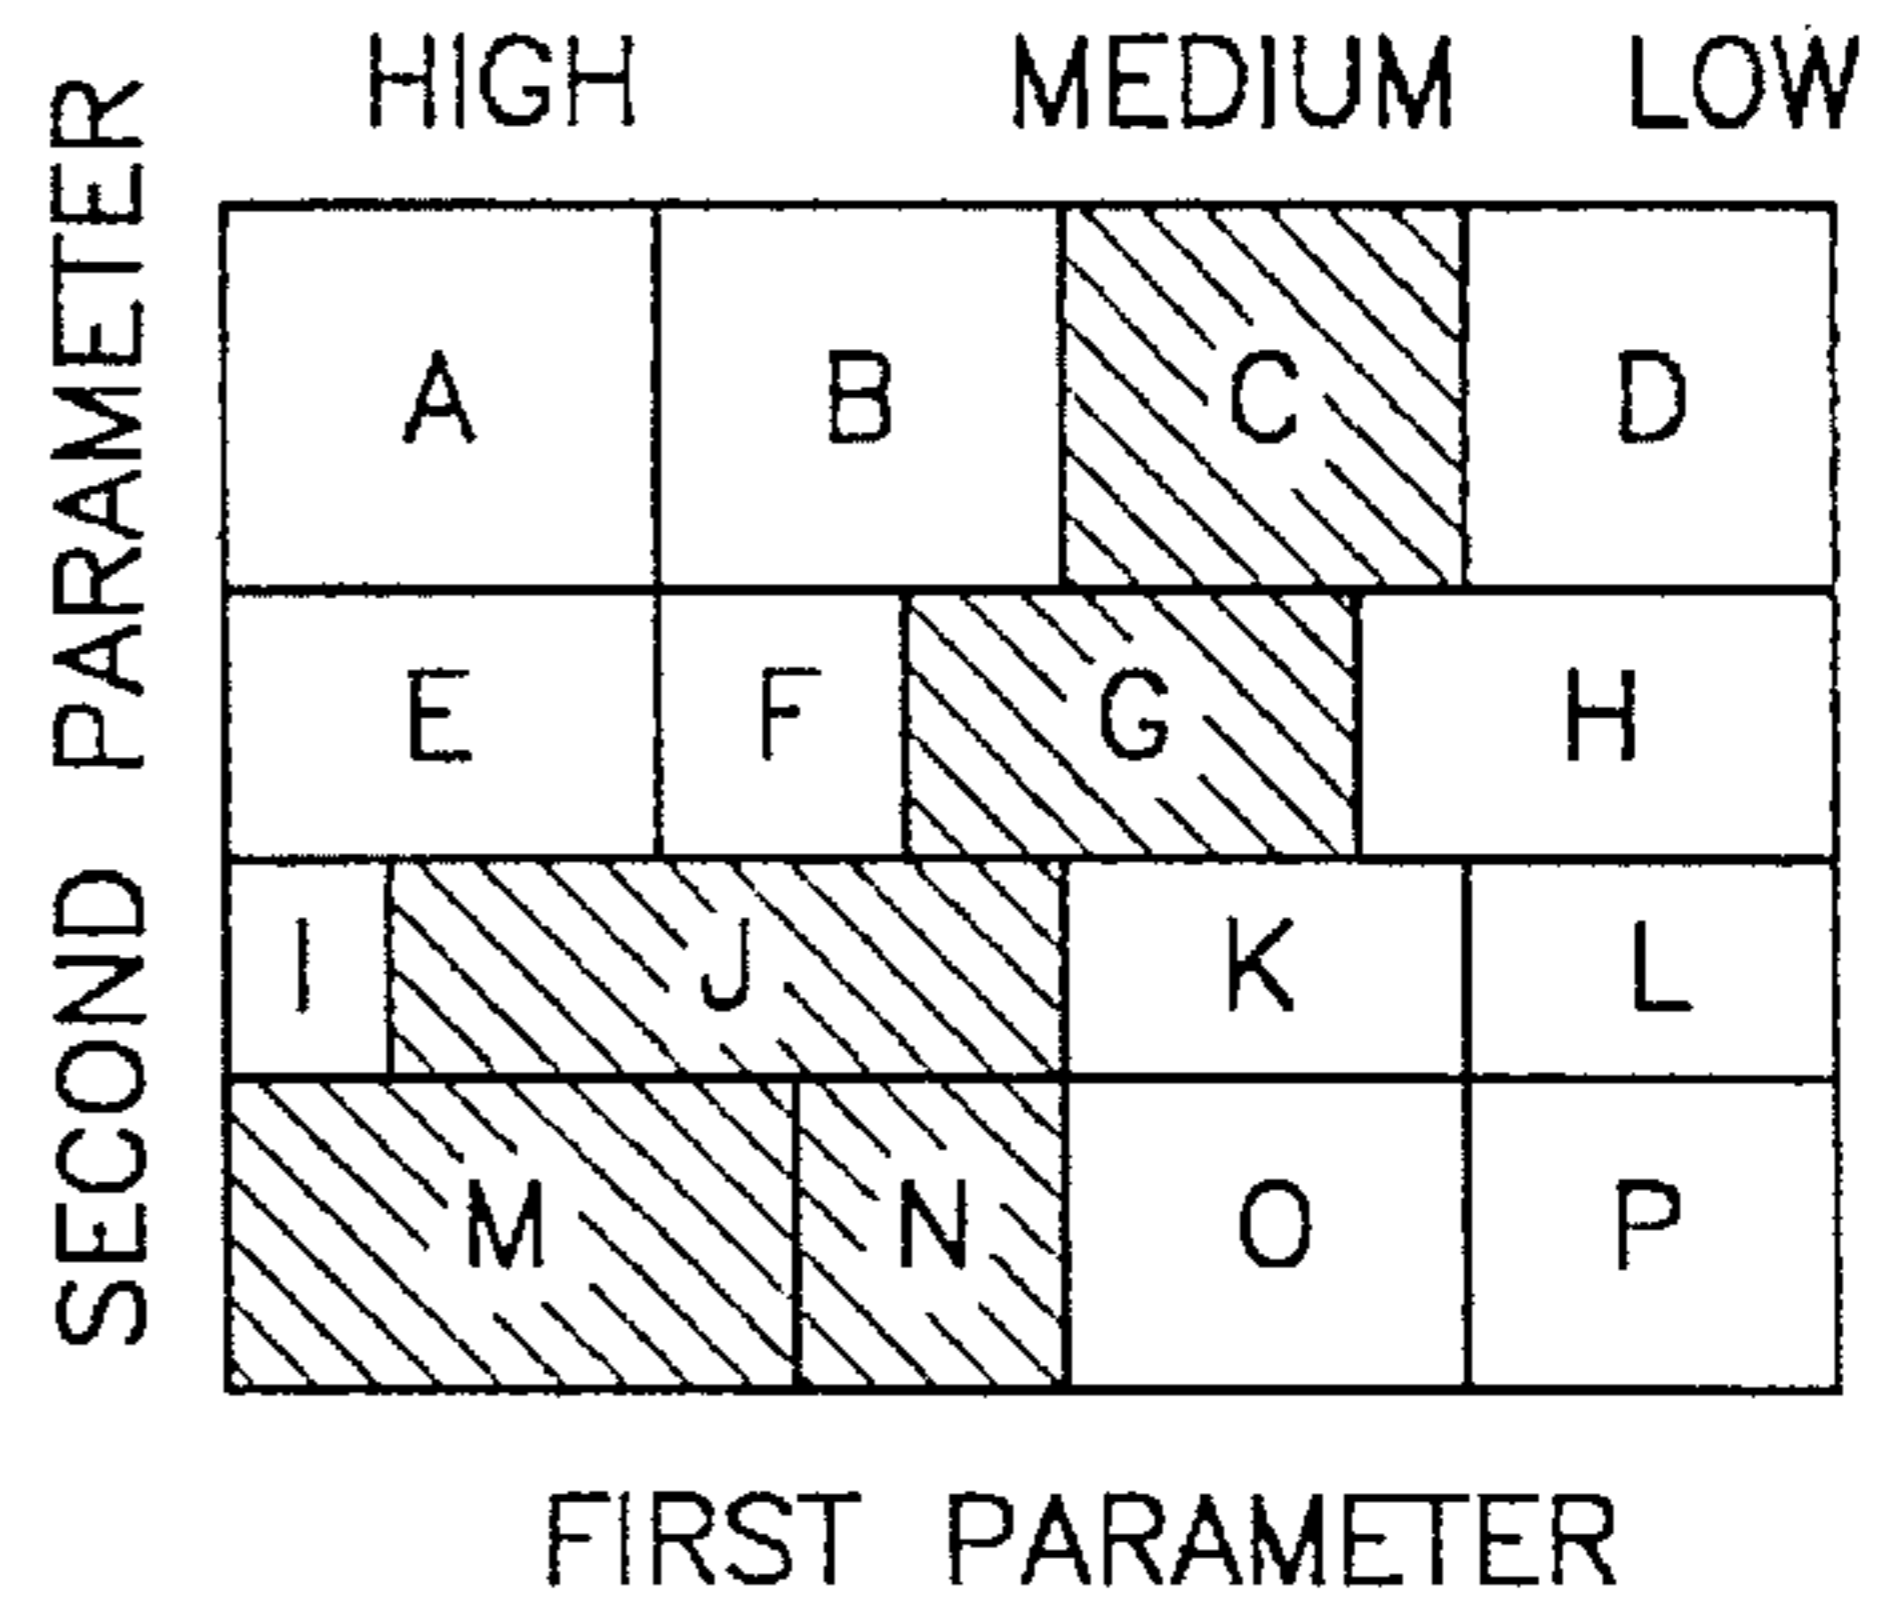 HIGH MEDIUM LOW
SECOND PARAMETER
A B C D
E F G H
I J K L
M N O P
FIRST PARAMETER